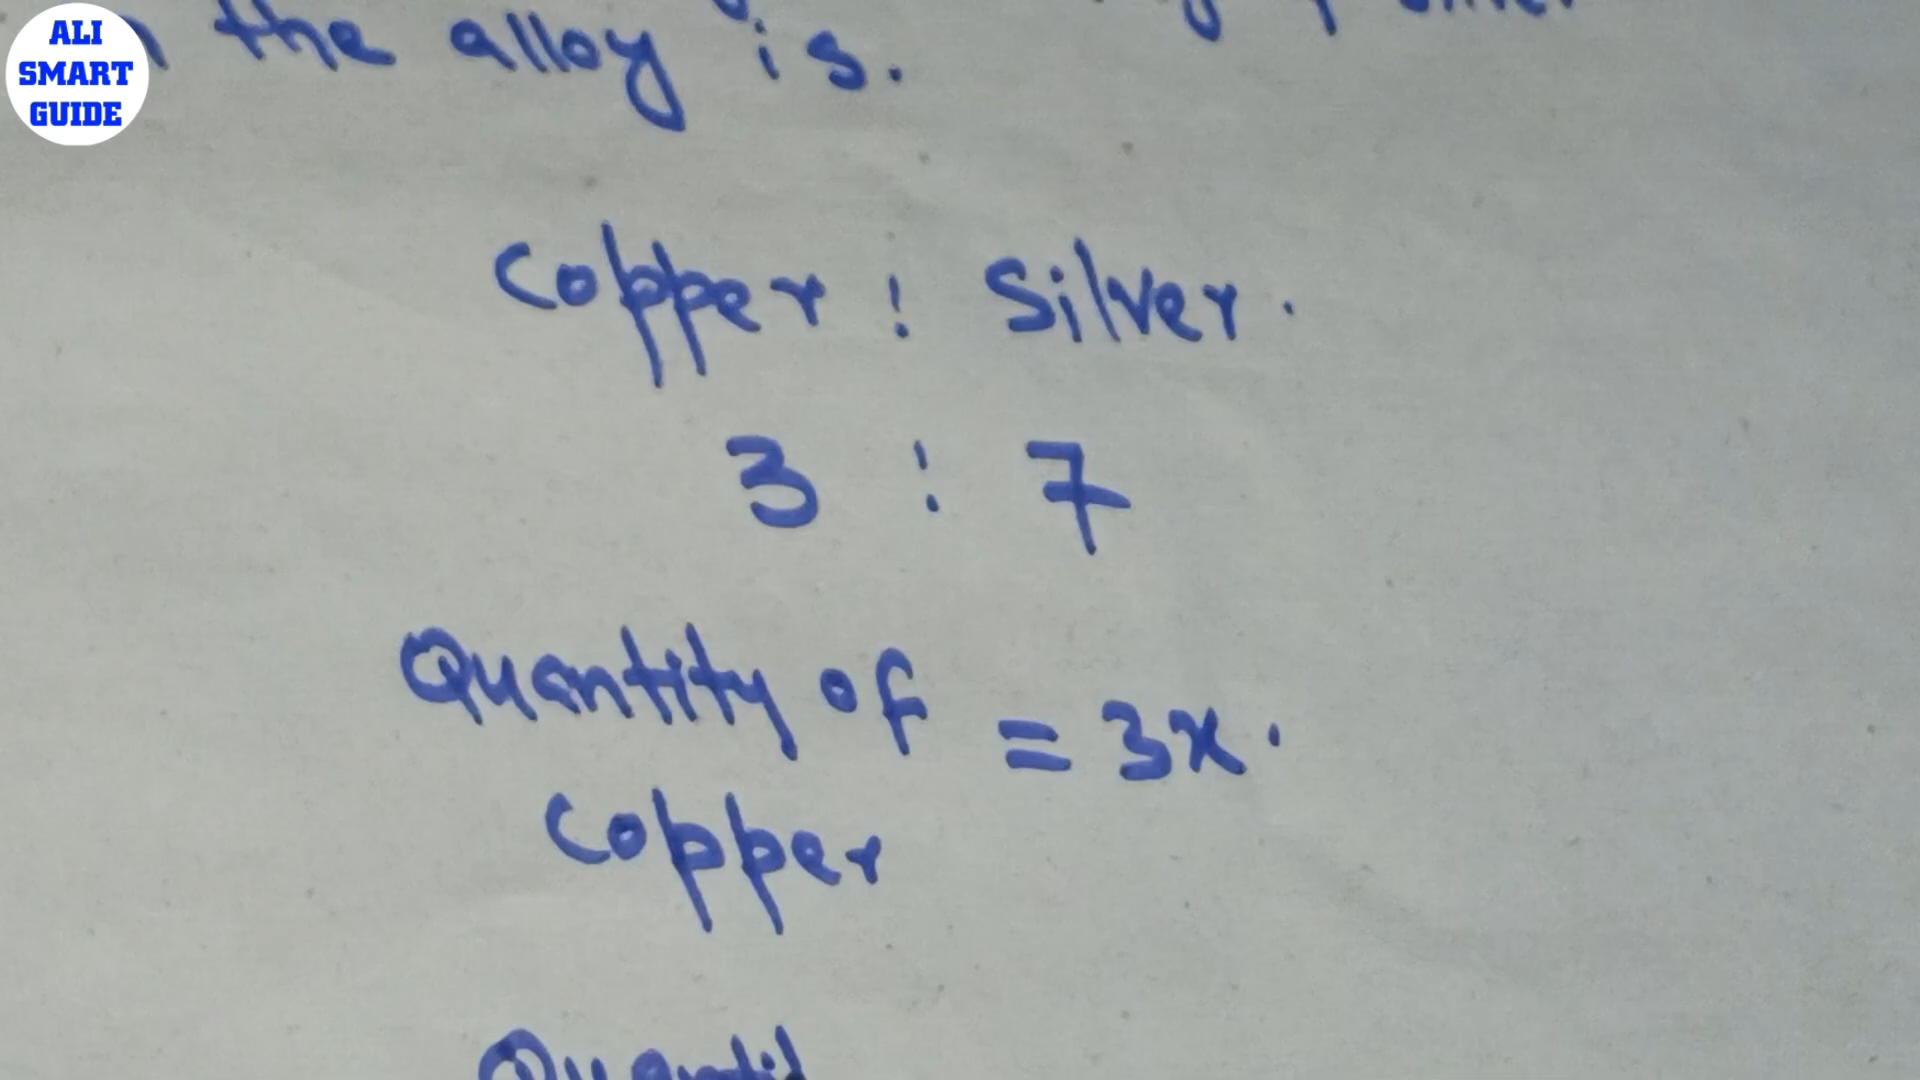 ALI
SMART
GUIDE
the alloy is.
Copper : Silver.
3 : 7
Quantity of = 3x.
Copper